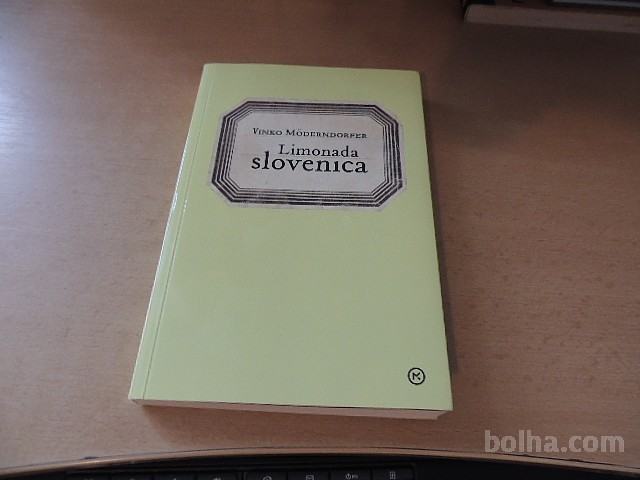 VINKO MÖDERNDORFER
Limonada
slovenica
bolha.com